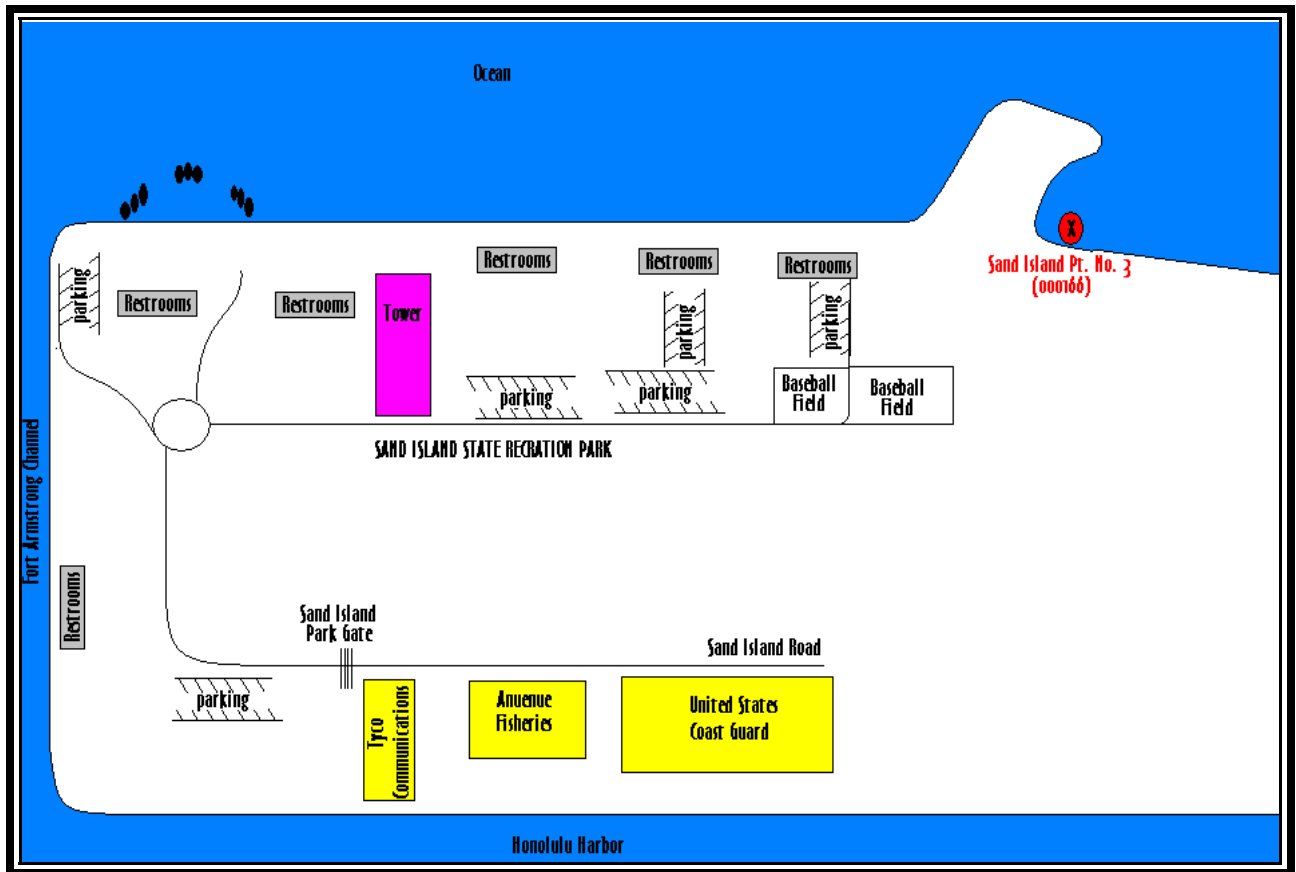 Ocean
X
Sand Island Pt. No. 3
(000166)
Restrooms
Restrooms
Restrooms
parking
Restrooms
Restrooms
Tower
parking
parking
parking
parking
Baseball
Field
Baseball
Field
SAND ISLAND STATE RECRATION PARK
Fort Armstrong Channel
Restrooms
Sand Island
Park Gate
Sand Island Road
parking
Tyco
Communications
Anuenue
Fisheries
United States
Coast Guard
Honolulu Harbor